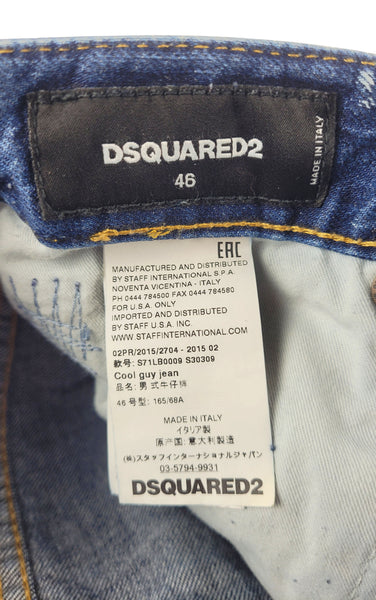 DSQUARED2
46
MADE IN ITALY
EAC
MANUFACTURED AND DISTRIBUTED
BY STAFF INTERNATIONAL S.P.A.
NOVENTA VICENTINA - ITALY
PH 0444 784500 FAX 0444 784580
FOR U.S.A. ONLY
IMPORTED AND DISTRIBUTED
BY STAFF U.S.A. INC.
WWW.STAFFINTERNATIONAL.COM
02PR/2015/2704 - 2015 02
款号: S71LB0009 S30309
Cool guy jean
品名: 男式牛仔裤
46 号型: 165/68A
MADE IN ITALY
イタリア製
原産国: 意大利製造
(株)スタッフインターナショナルジャパン
03-5794-9931
DSQUARED2